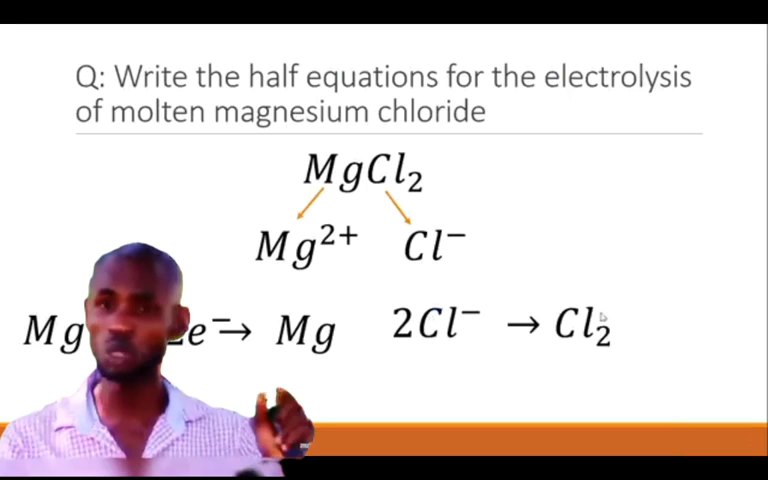 Q: Write the half equations for the electrolysis
of molten magnesium chloride
MgCl₂
Mg²⁺ Cl⁻
Mg e⁻ → Mg 2Cl⁻ → Cl₂